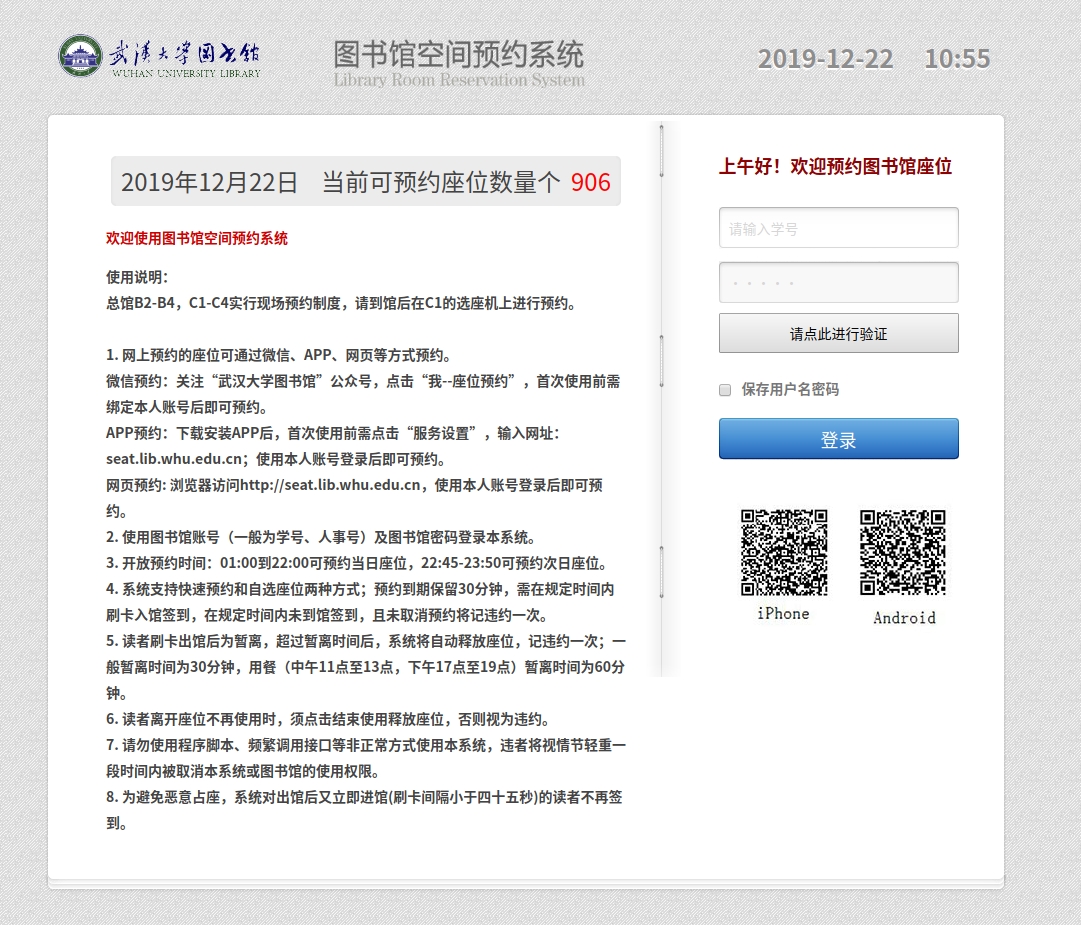 武汉大学图书馆
WUHAN UNIVERSITY LIBRARY
图书馆空间预约系统
Library Room Reservation System
2019-12-22 10:55
2019年12月22日 当前可预约座位数量个 906
欢迎使用图书馆空间预约系统
使用说明：
总馆B2-B4，C1-C4实行现场预约制度，请到馆后在C1的选座机上进行预约。
1. 网上预约的座位可通过微信、APP、网页等方式预约。
微信预约：关注“武汉大学图书馆”公众号，点击“我--座位预约”，首次使用前需
绑定本人账号后即可预约。
APP预约：下载安装APP后，首次使用前需点击“服务设置”，输入网址：
seat.lib.whu.edu.cn；使用本人账号登录后即可预约。
网页预约: 浏览器访问http://seat.lib.whu.edu.cn，使用本人账号登录后即可预
约。
2. 使用图书馆账号（一般为学号、人事号）及图书馆密码登录本系统。
3. 开放预约时间：01:00到22:00可预约当日座位，22:45-23:50可预约次日座位。
4. 系统支持快速预约和自选座位两种方式；预约到期保留30分钟，需在规定时间内
刷卡入馆签到，在规定时间内未到馆签到，且未取消预约将记违约一次。
5. 读者刷卡出馆后为暂离，超过暂离时间后，系统将自动释放座位，记违约一次；一
般暂离时间为30分钟，用餐（中午11点至13点，下午17点至19点）暂离时间为60分
钟。
6. 读者离开座位不再使用时，须点击结束使用释放座位，否则视为违约。
7. 请勿使用程序脚本、频繁调用接口等非正常方式使用本系统，违者将视情节轻重一
段时间内被取消本系统或图书馆的使用权限。
8. 为避免恶意占座，系统对出馆后又立即进馆(刷卡间隔小于四十五秒)的读者不再签
到。
上午好！欢迎预约图书馆座位
请输入学号
· · · · ·
请点此进行验证
保存用户名密码
登录
iPhone
Android